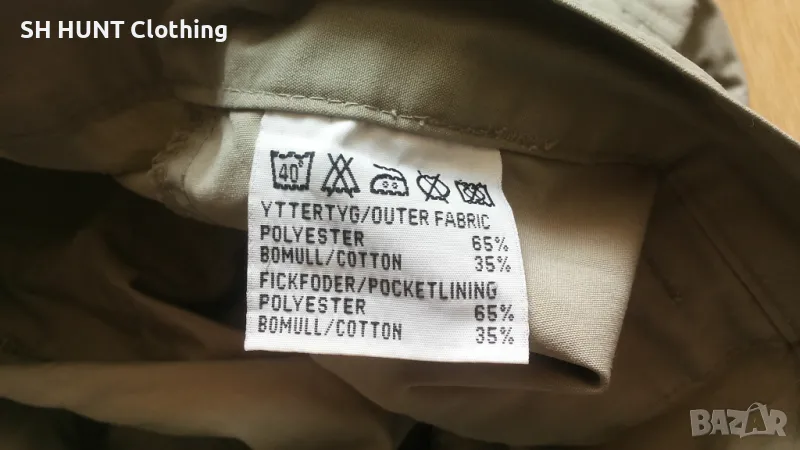 SH HUNT Clothing
40°
YTTERTYG/OUTER FABRIC
POLYESTER 65%
BOMULL/COTTON 35%
FICKFODER/POCKETLINING
POLYESTER 65%
BOMULL/COTTON 35%
BAZAR